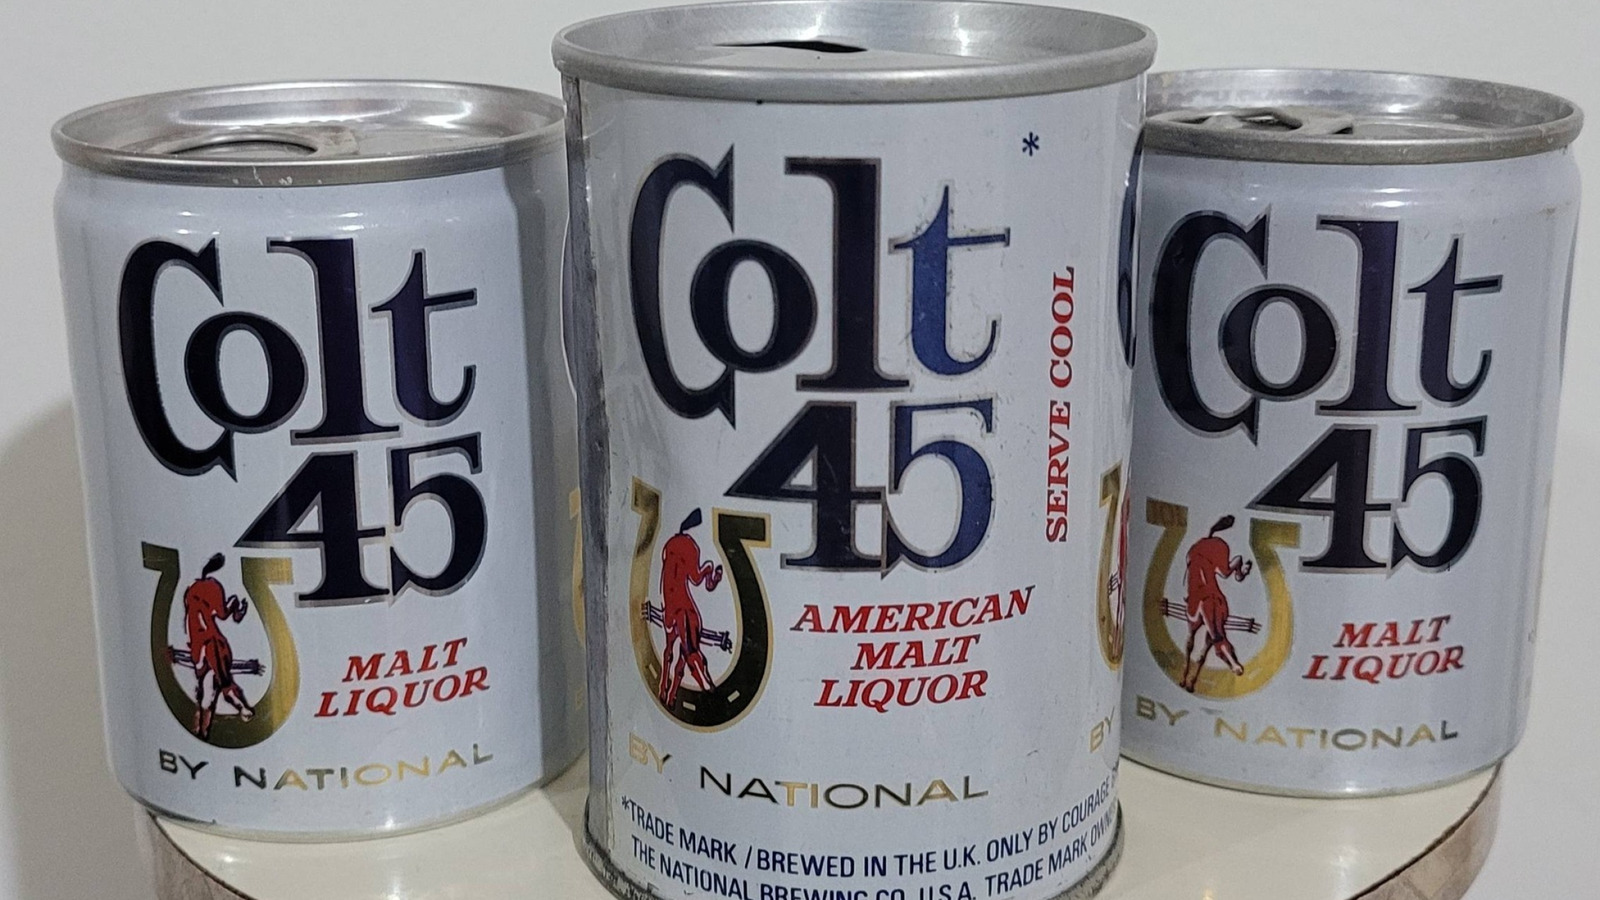 Colt
45
MALT
LIQUOR
BY NATIONAL
Colt
*
45
SERVE COOL
AMERICAN
MALT
LIQUOR
BY NATIONAL
*TRADE MARK / BREWED IN THE U.K. ONLY BY COURAGE
THE NATIONAL BREWING CO. U.S.A. TRADE MARK
BY
Colt
45
MALT
LIQUOR
BY NATIONAL